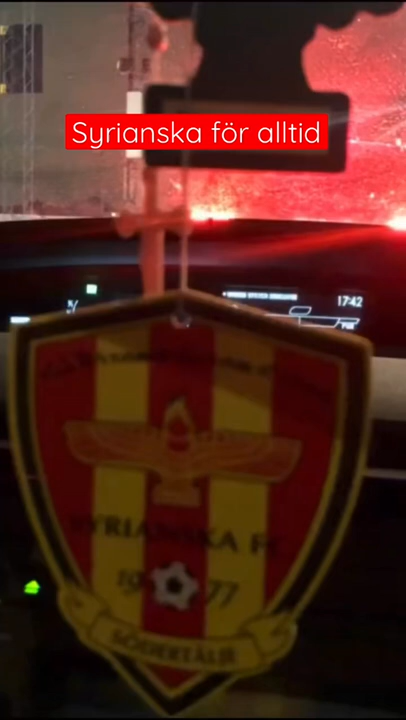 Syrianska för alltid
17:42
SYRIANSKA FC
19 77
SÖDERTÄLJE